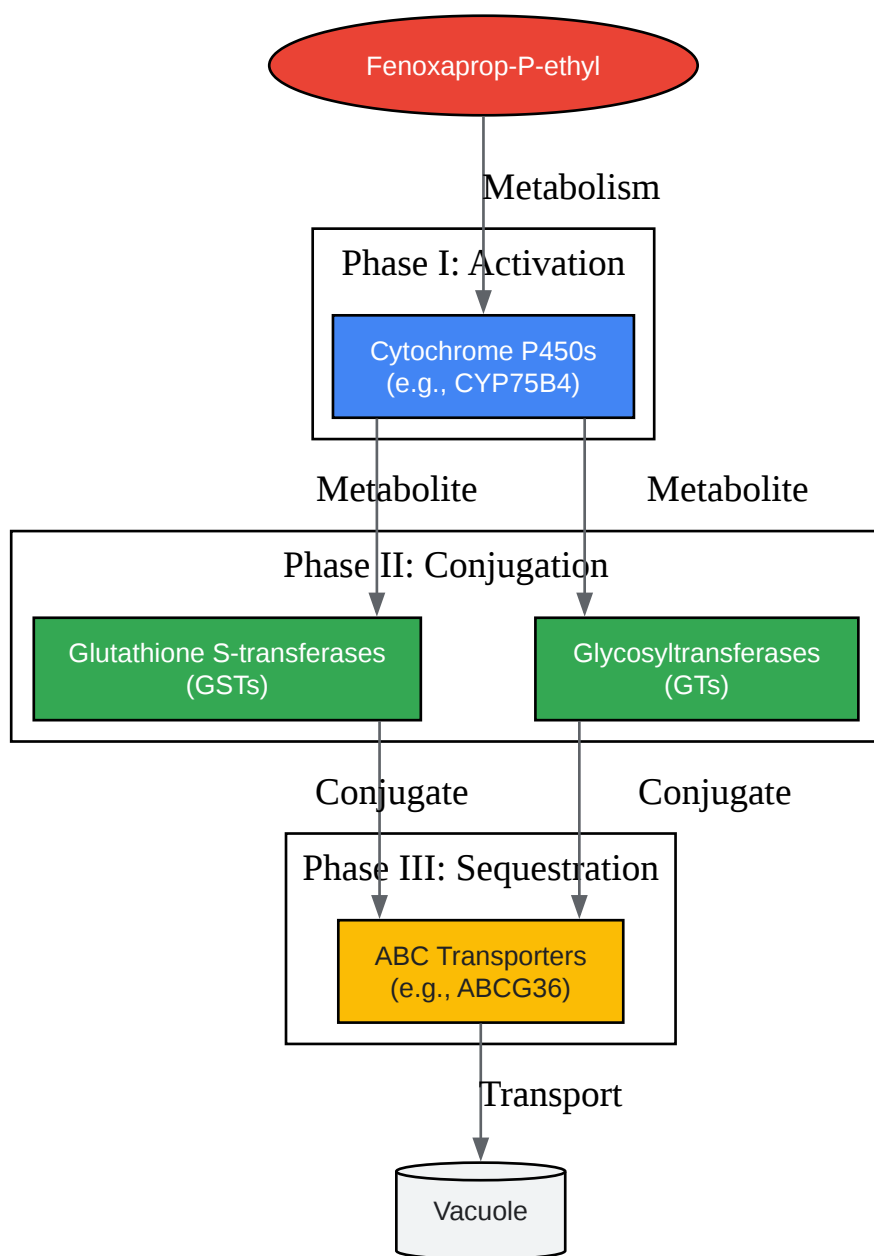 Fenoxaprop-P-ethyl
Metabolism
Phase I: Activation
Cytochrome P450s
(e.g., CYP75B4)
Metabolite
Metabolite
Phase II: Conjugation
Glutathione S-transferases
(GSTs)
Glycosyltransferases
(GTs)
Conjugate
Conjugate
Phase III: Sequestration
ABC Transporters
(e.g., ABCG36)
Transport
Vacuole